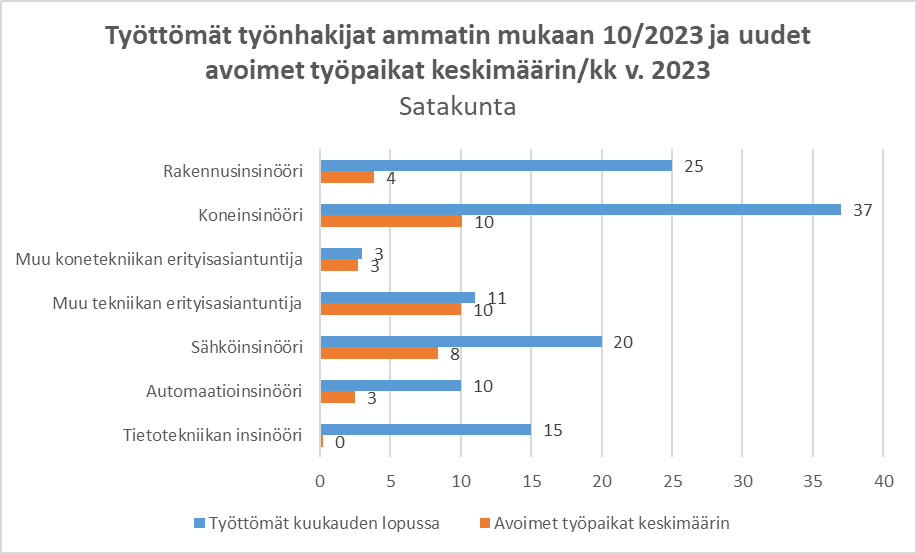 Työttömät työnhakijat ammatin mukaan 10/2023 ja uudet
avoimet työpaikat keskimäärin/kk v. 2023
Satakunta
Rakennusinsinööri
25
4
Koneinsinööri
37
10
Muu konetekniikan erityisasiantuntija
3
3
Muu tekniikan erityisasiantuntija
11
10
Sähköinsinööri
20
8
Automaatioinsinööri
10
3
Tietotekniikan insinööri
15
0
0 5 10 15 20 25 30 35 40
Työttömät kuukauden lopussa Avoimet työpaikat keskimäärin